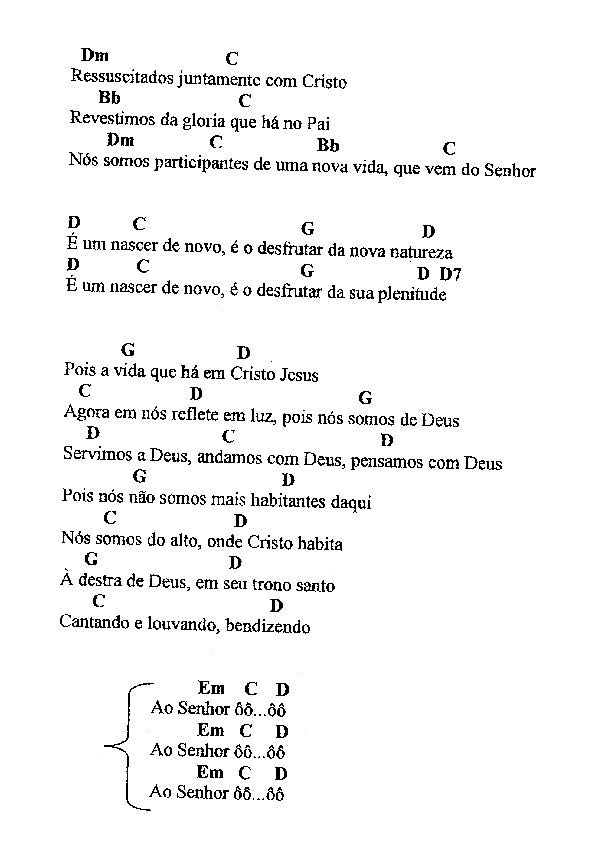 Dm C
Ressuscitados juntamente com Cristo
Bb C
Revestimos da gloria que há no Pai
Dm C Bb C
Nós somos participantes de uma nova vida, que vem do Senhor
D C G D
É um nascer de novo, é o desfrutar da nova natureza
D C G D D7
É um nascer de novo, é o desfrutar da sua plenitude
G D
Pois a vida que há em Cristo Jesus
C D G
Agora em nós reflete em luz, pois nós somos de Deus
D C D
Servimos a Deus, andamos com Deus, pensamos com Deus
G D
Pois nós não somos mais habitantes daqui
C D
Nós somos do alto, onde Cristo habita
G D
À destra de Deus, em seu trono santo
C D
Cantando e louvando, bendizendo
Em C D
Ao Senhor ôô...ôô
Em C D
Ao Senhor ôô...ôô
Em C D
Ao Senhor ôô...ôô